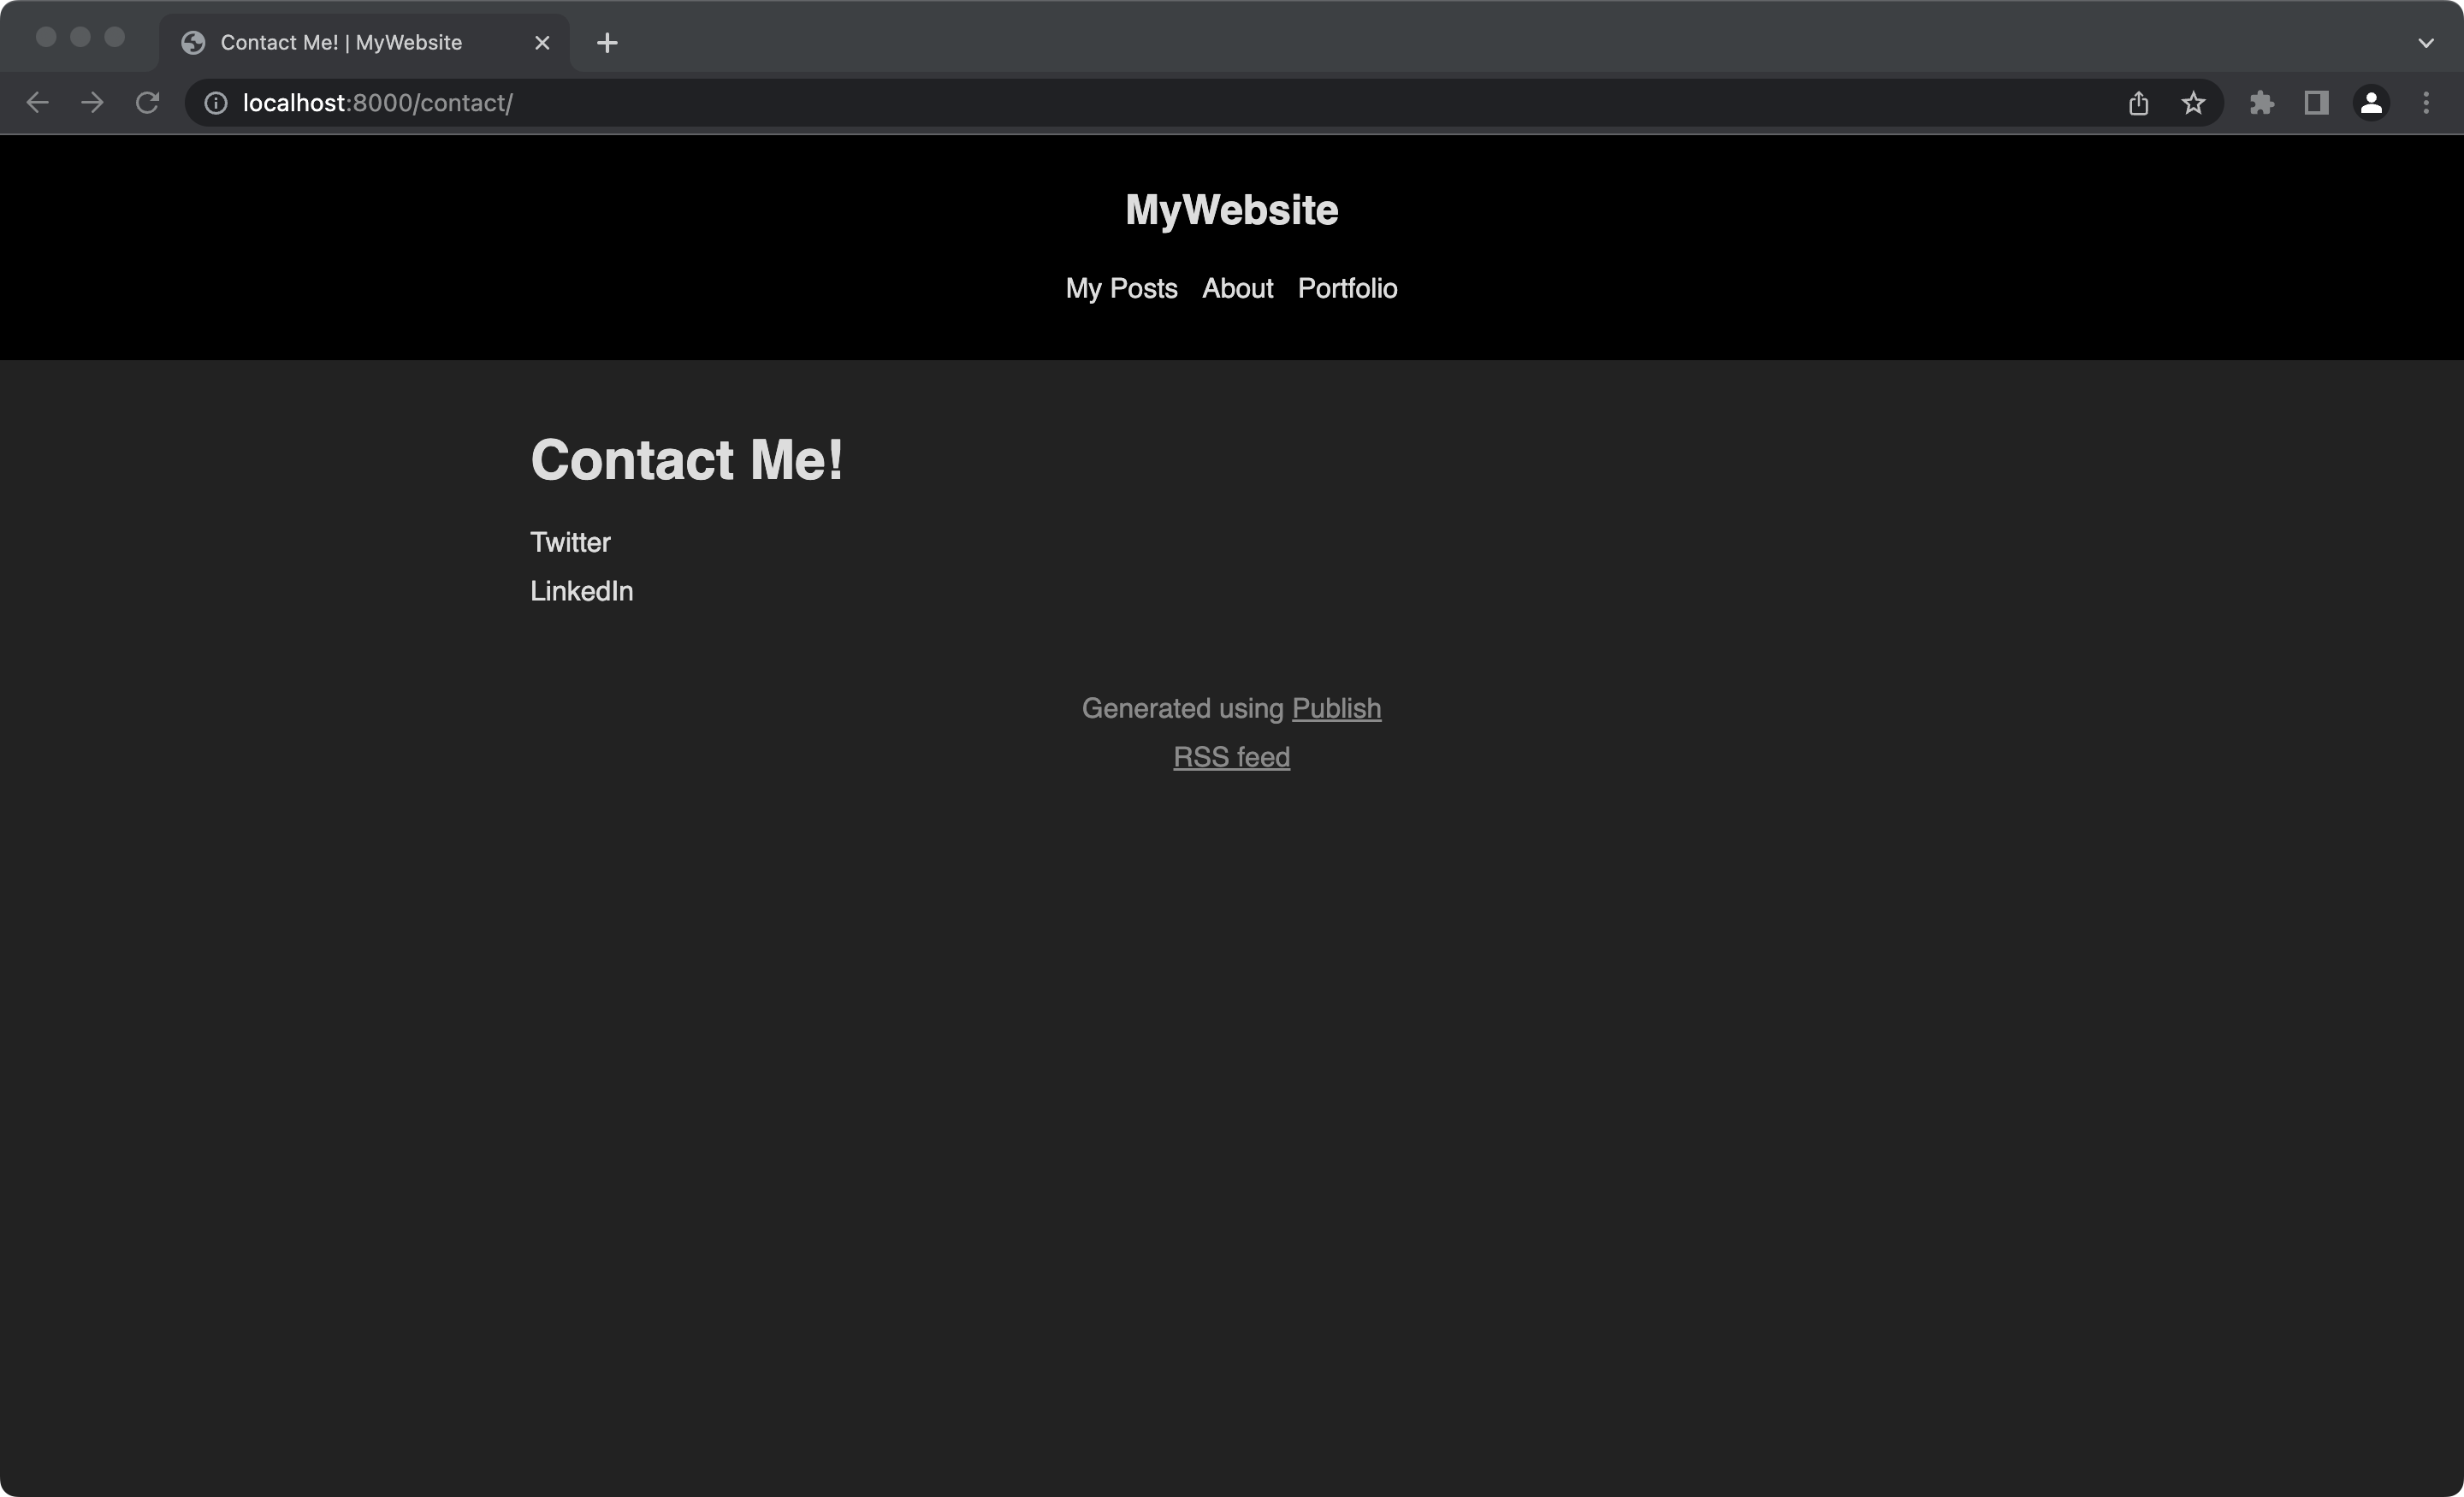 Contact Me! | MyWebsite
localhost:8000/contact/
MyWebsite
My Posts About Portfolio
Contact Me!
Twitter
LinkedIn
Generated using Publish
RSS feed